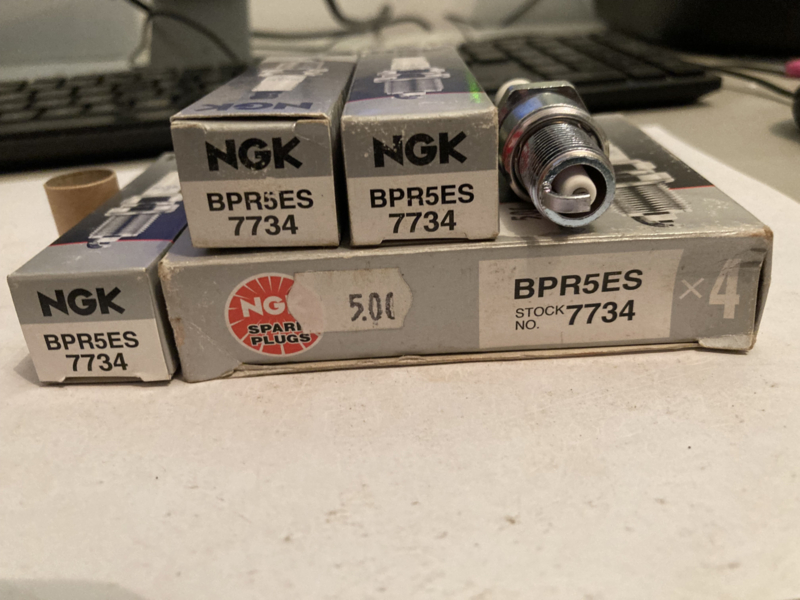 NGK
NGK
BPR5ES
7734
NGK
BPR5ES
7734
NGK
BPR5ES
7734
NGK
SPARK
PLUGS
5.00
BPR5ES
STOCK
NO. 7734
×4